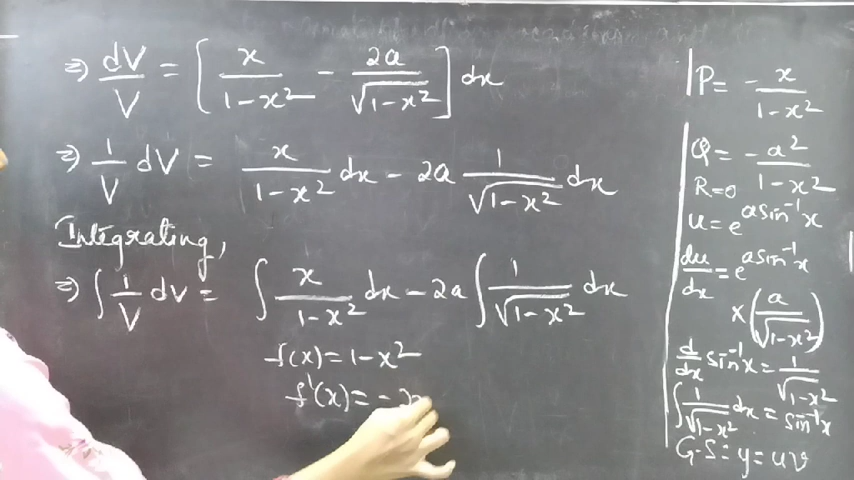 ⇒ dV/V = [x/(1-x²) - 2a/√(1-x²)] dx
⇒ 1/V dV = x/(1-x²) dx - 2a 1/√(1-x²) dx
Integrating,
⇒ ∫ 1/V dV = ∫ x/(1-x²) dx - 2a ∫ 1/√(1-x²) dx
f(x) = 1-x²
f'(x) = -2
P = -x/(1-x²)
Q = -a²/(1-x²)
R=0
u = e^(a sin⁻¹x)
du/dx = e^(a sin⁻¹x)
×(a/√(1-x²))
d/dx sin⁻¹x = 1/√(1-x²)
∫ 1/√(1-x²) dx = sin⁻¹x
G.S = y = uv